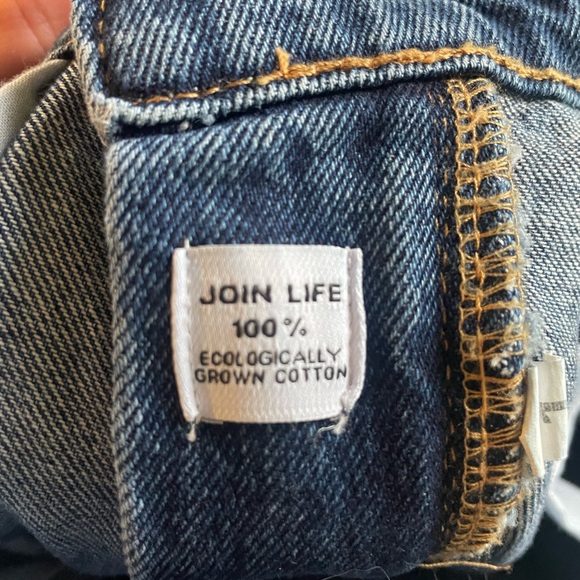 JOIN LIFE
100%
ECOLOGICALLY
GROWN COTTON